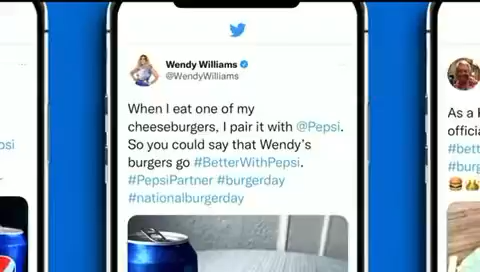 Wendy Williams
@WendyWilliams
When I eat one of my
cheeseburgers, I pair it with @Pepsi.
So you could say that Wendy's
burgers go #BetterWithPepsi.
#PepsiPartner #burgerday
#nationalburgerday
As a
offici
#bett
#burg